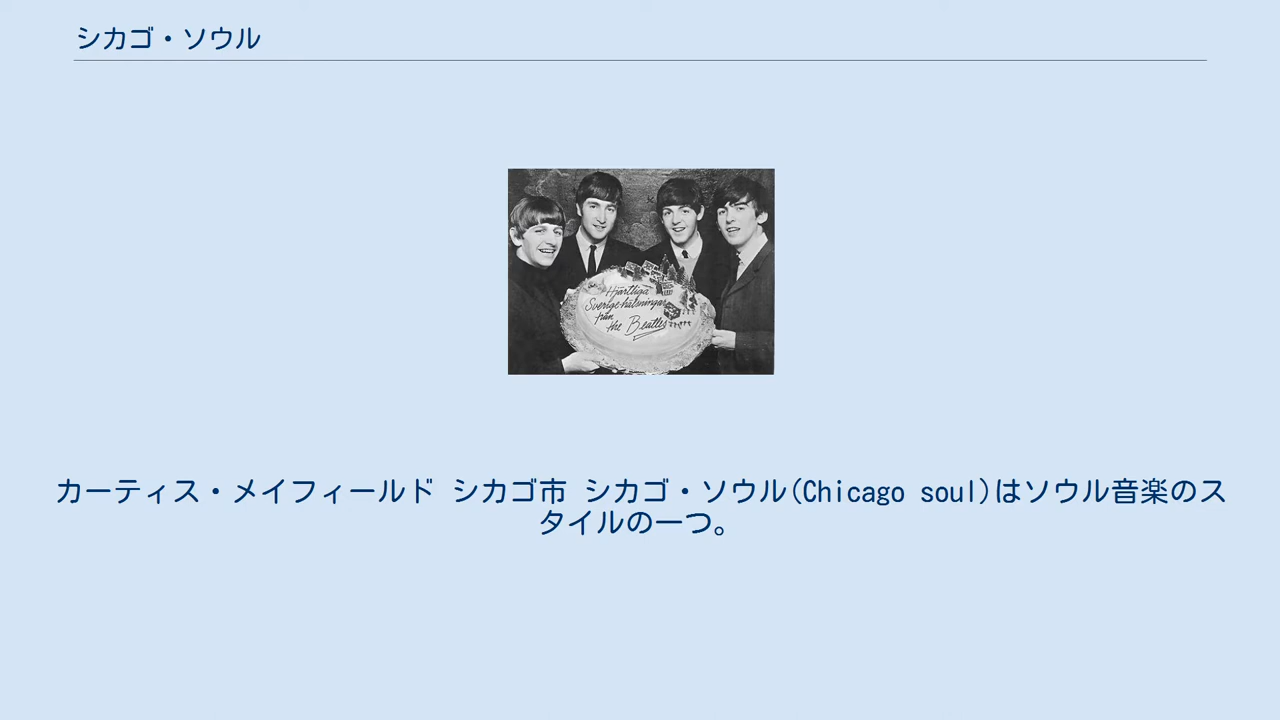 シカゴ・ソウル
Hjärtliga
Sverige-hälsningar
från
the Beatles
カーティス・メイフィールド シカゴ市 シカゴ・ソウル(Chicago soul)はソウル音楽のス
タイルの一つ。